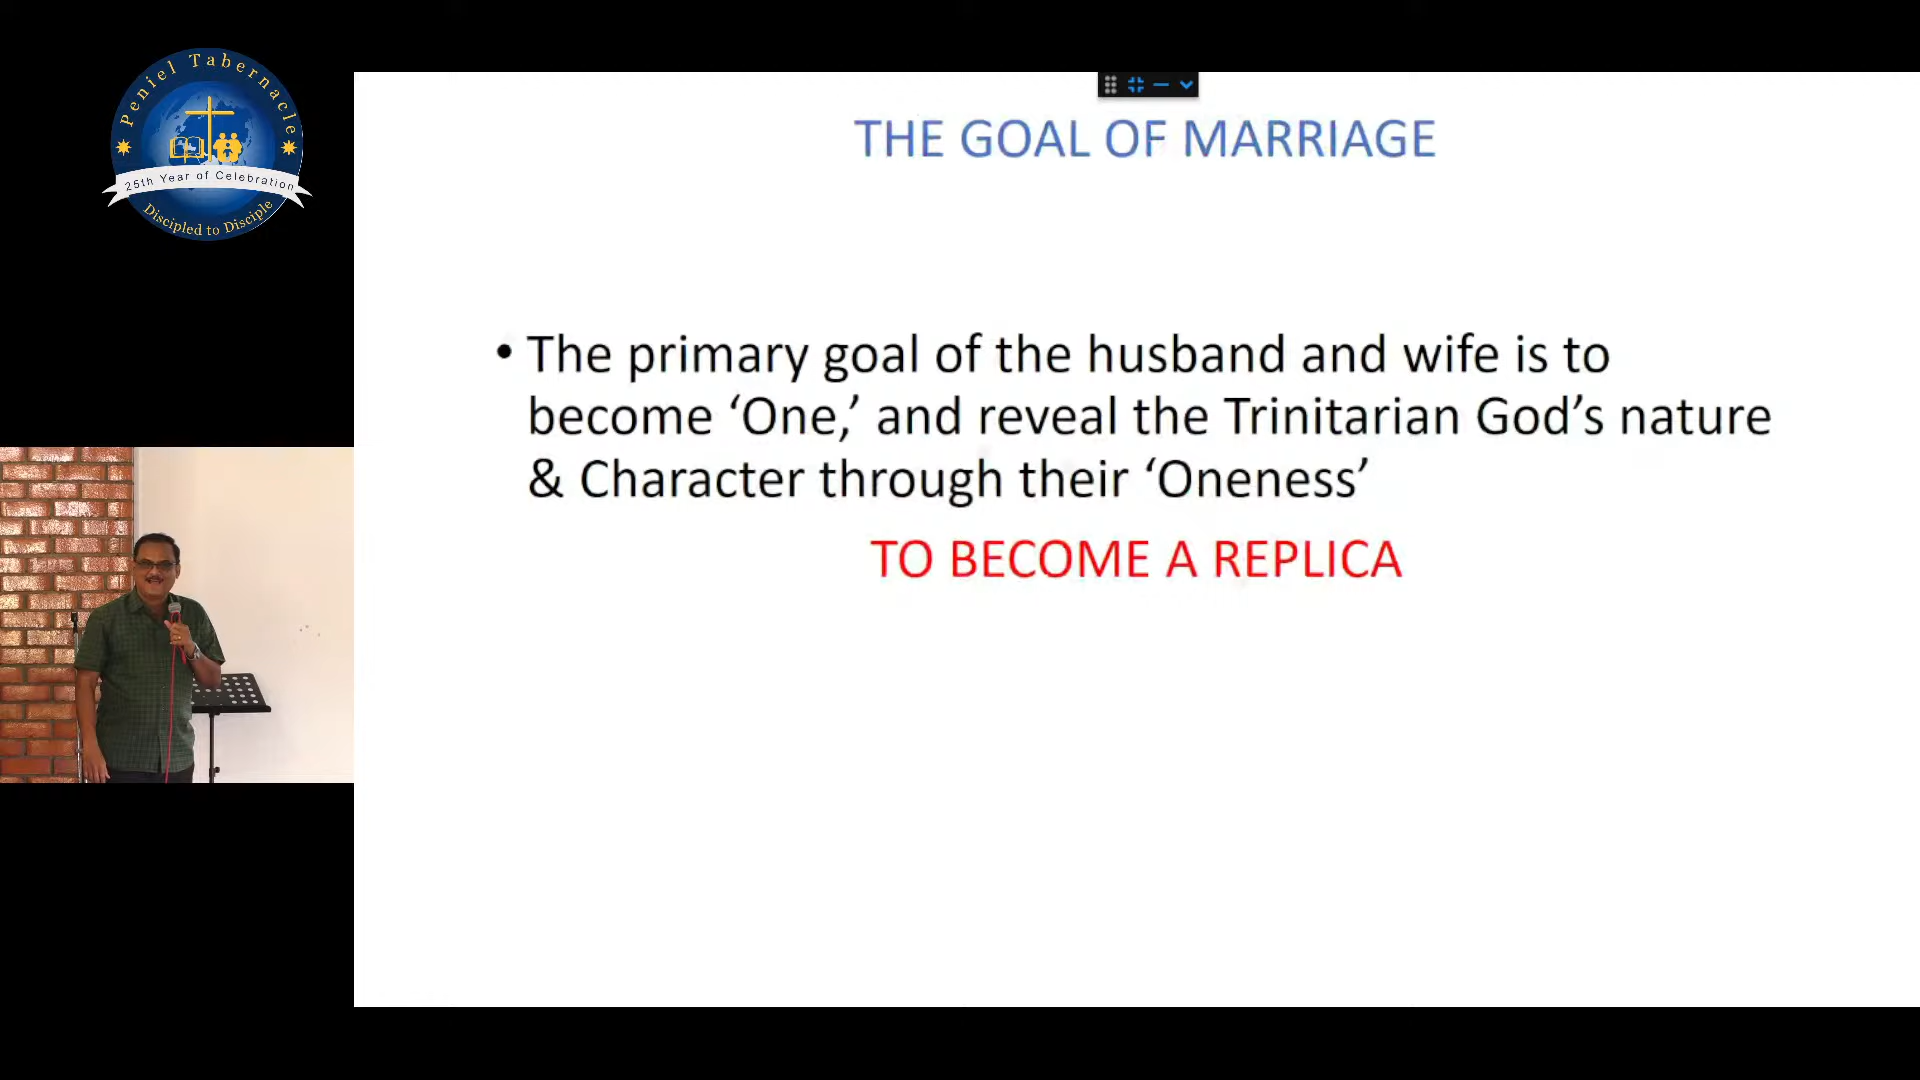 Peniel Tabernacle
25th Year of Celebration
Discipled to Disciple
THE GOAL OF MARRIAGE
• The primary goal of the husband and wife is to
become ‘One,’ and reveal the Trinitarian God’s nature
& Character through their ‘Oneness’
TO BECOME A REPLICA